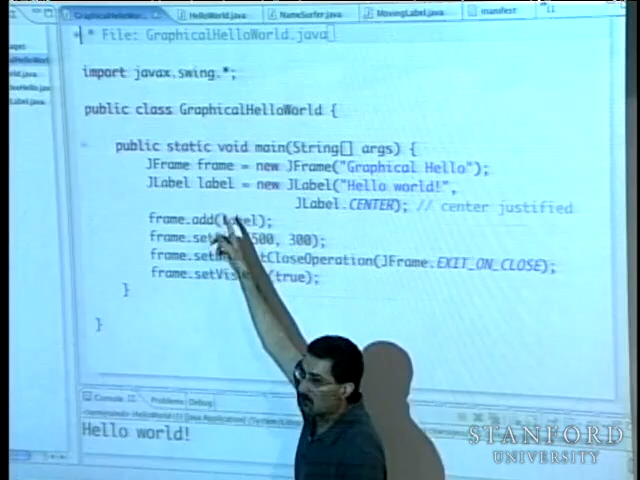 GraphicalHelloWo...
HelloWorld.java
NameSurfer.java
MovingLabel.java
manifest
* File: GraphicalHelloWorld.java
import javax.swing.*;
public class GraphicalHelloWorld {
public static void main(String[] args) {
JFrame frame = new JFrame("Graphical Hello");
JLabel label = new JLabel("Hello world!",
JLabel.CENTER); // center justified
frame.add(label);
frame.set 500, 300);
frame.set CloseOperation(JFrame.EXIT_ON_CLOSE);
frame.setVis (true);
}
}
Console
Problems
Debug
Hello world!
STANFORD
UNIVERSITY